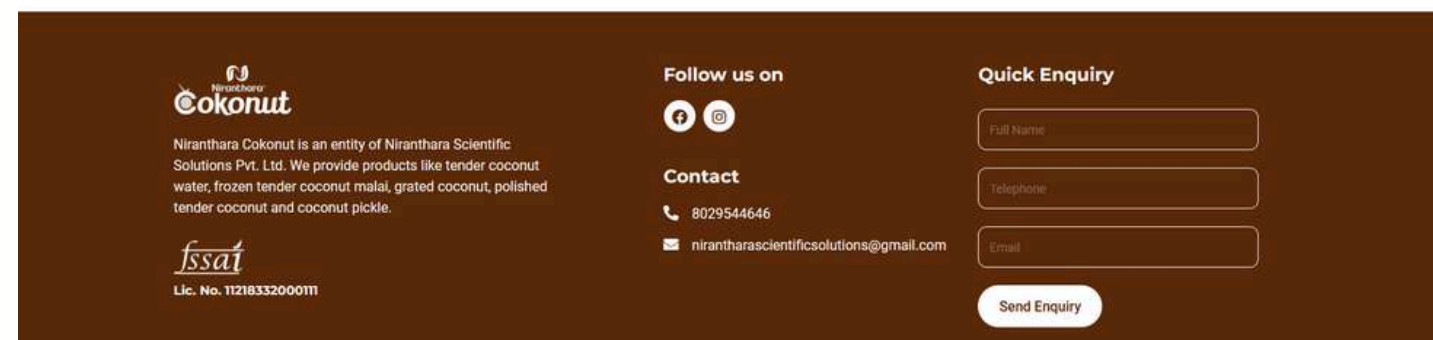 Niranthara
Cokonut
Niranthara Cokonut is an entity of Niranthara Scientific
Solutions Pvt. Ltd. We provide products like tender coconut
water, frozen tender coconut malai, grated coconut, polished
tender coconut and coconut pickle.
fssai
Lic. No. 11218332000111
Follow us on
Contact
8029544646
nirantharascientificsolutions@gmail.com
Quick Enquiry
Full Name
Telephone
Email
Send Enquiry